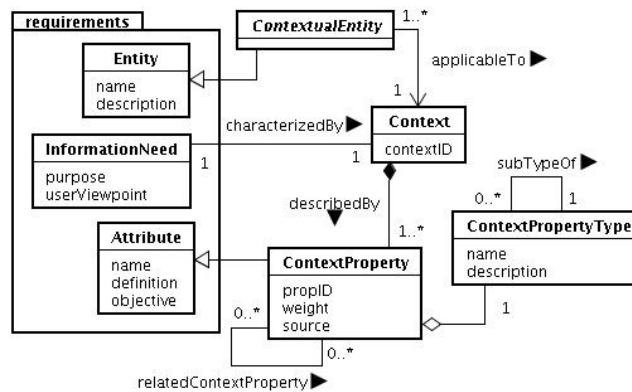 requirements
ContextualEntity
1..*
Entity
name
description
applicableTo
1
characterizedBy
Context
contextID
InformationNeed
purpose
userViewpoint
1
1
subTypeOf
0..*
1
describedBy
1..*
Attribute
name
definition
objective
ContextProperty
propID
weight
source
ContextPropertyType
name
description
1
0..*
0..*
relatedContextProperty